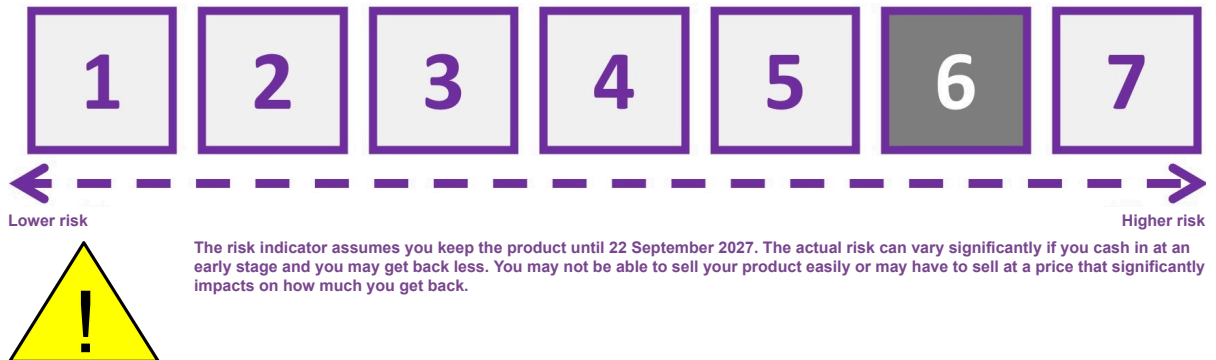 1 2 3 4 5 6 7
Lower risk Higher risk
The risk indicator assumes you keep the product until 22 September 2027. The actual risk can vary significantly if you cash in at an
early stage and you may get back less. You may not be able to sell your product easily or may have to sell at a price that significantly
impacts on how much you get back.
!